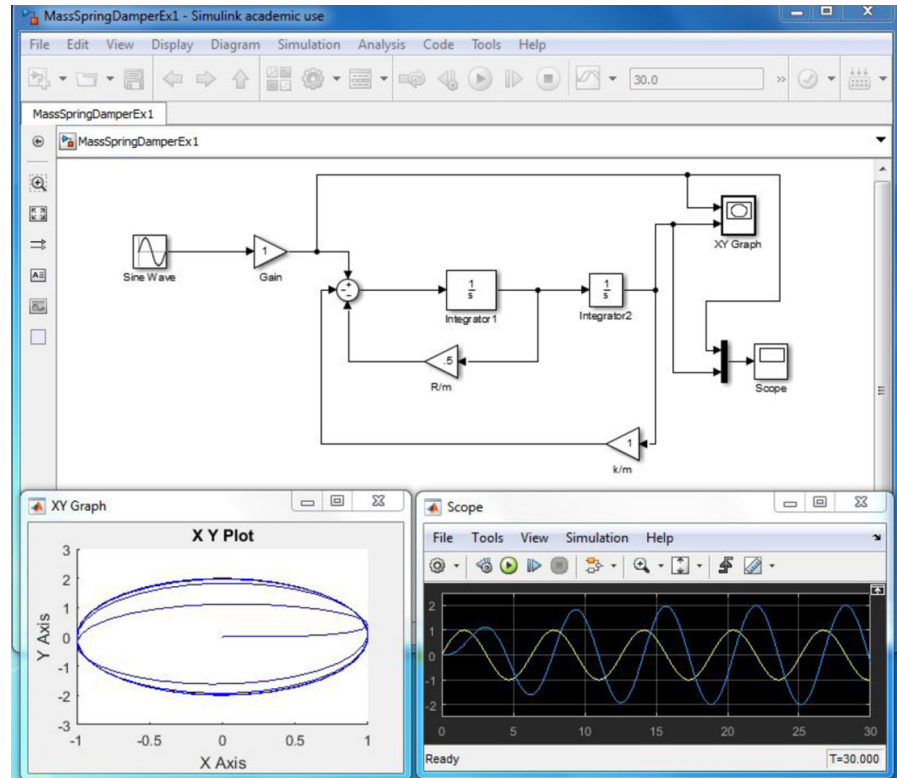 MassSpringDamperEx1 - Simulink academic use
File Edit View Display Diagram Simulation Analysis Code Tools Help
30.0 »
MassSpringDamperEx1
MassSpringDamperEx1
XY Graph
Sine Wave
1
Gain
+
-
-
1
s
Integrator1
1
s
Integrator2
.5
R/m
Scope
1
k/m
XY Graph
X Y Plot
3
2
1
0
-1
-2
-3
Y Axis
-1 -0.5 0 0.5 1
X Axis
Scope
File Tools View Simulation Help
2
1
0
-1
-2
0 5 10 15 20 25 30
Ready T=30.000